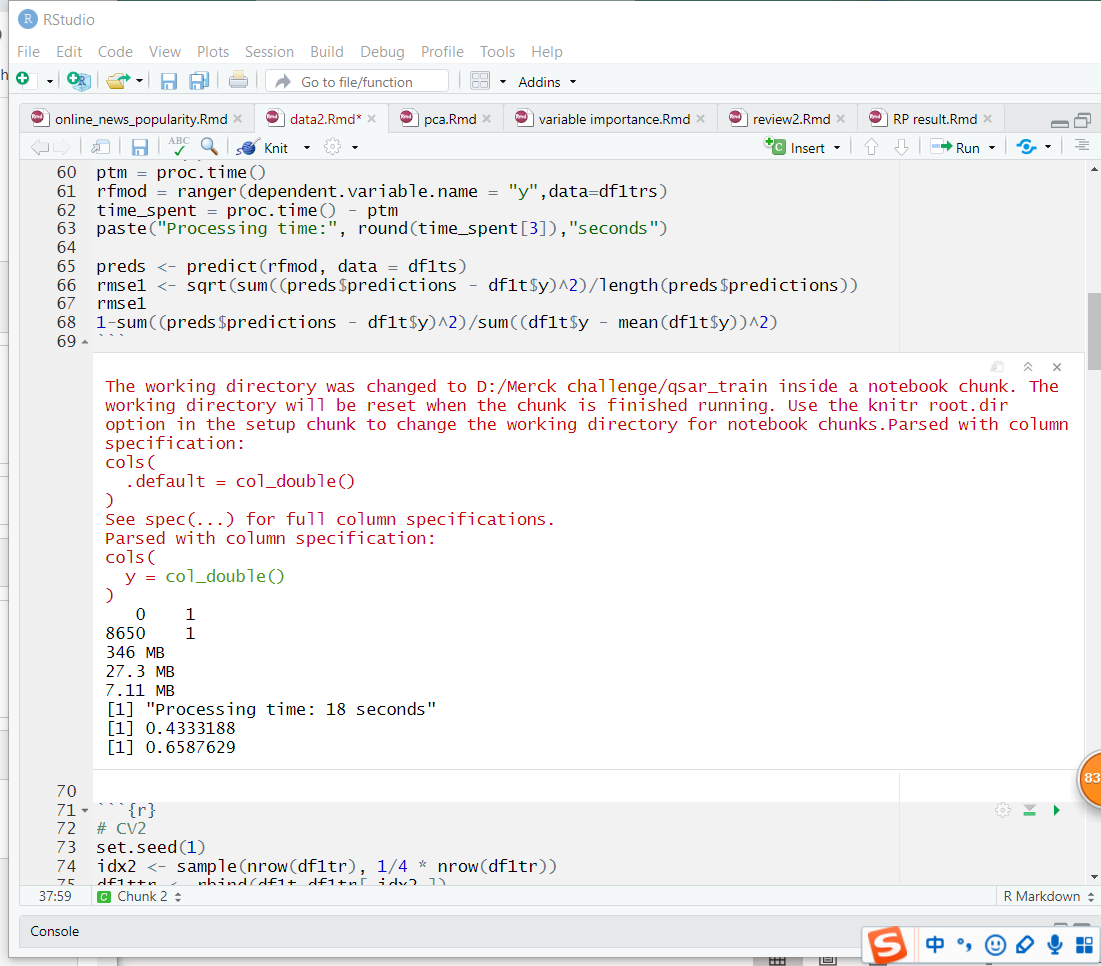 RStudio
File Edit Code View Plots Session Build Debug Profile Tools Help
Go to file/function Addins
online_news_popularity.Rmd data2.Rmd* pca.Rmd variable importance.Rmd review2.Rmd RP result.Rmd
ABC Knit Insert Run
60 ptm = proc.time()
61 rfmod = ranger(dependent.variable.name = "y",data=df1trs)
62 time_spent = proc.time() - ptm
63 paste("Processing time:", round(time_spent[3]),"seconds")
64
65 preds <- predict(rfmod, data = df1ts)
66 rmse1 <- sqrt(sum((preds$predictions - df1t$y)^2)/length(preds$predictions))
67 rmse1
68 1-sum((preds$predictions - df1t$y)^2)/sum((df1t$y - mean(df1t$y))^2)
69 ```
The working directory was changed to D:/Merck challenge/qsar_train inside a notebook chunk. The
working directory will be reset when the chunk is finished running. Use the knitr root.dir
option in the setup chunk to change the working directory for notebook chunks.Parsed with column
specification:
cols(
.default = col_double()
)
See spec(...) for full column specifications.
Parsed with column specification:
cols(
y = col_double()
)
0 1
8650 1
346 MB
27.3 MB
7.11 MB
[1] "Processing time: 18 seconds"
[1] 0.4333188
[1] 0.6587629
83
70
71 ```{r}
72 # CV2
73 set.seed(1)
74 idx2 <- sample(nrow(df1tr), 1/4 * nrow(df1tr))
75 df1ttr <- rbind(df1t,df1tr[ idx2,])
37:59 Chunk 2 R Markdown
Console
S 中